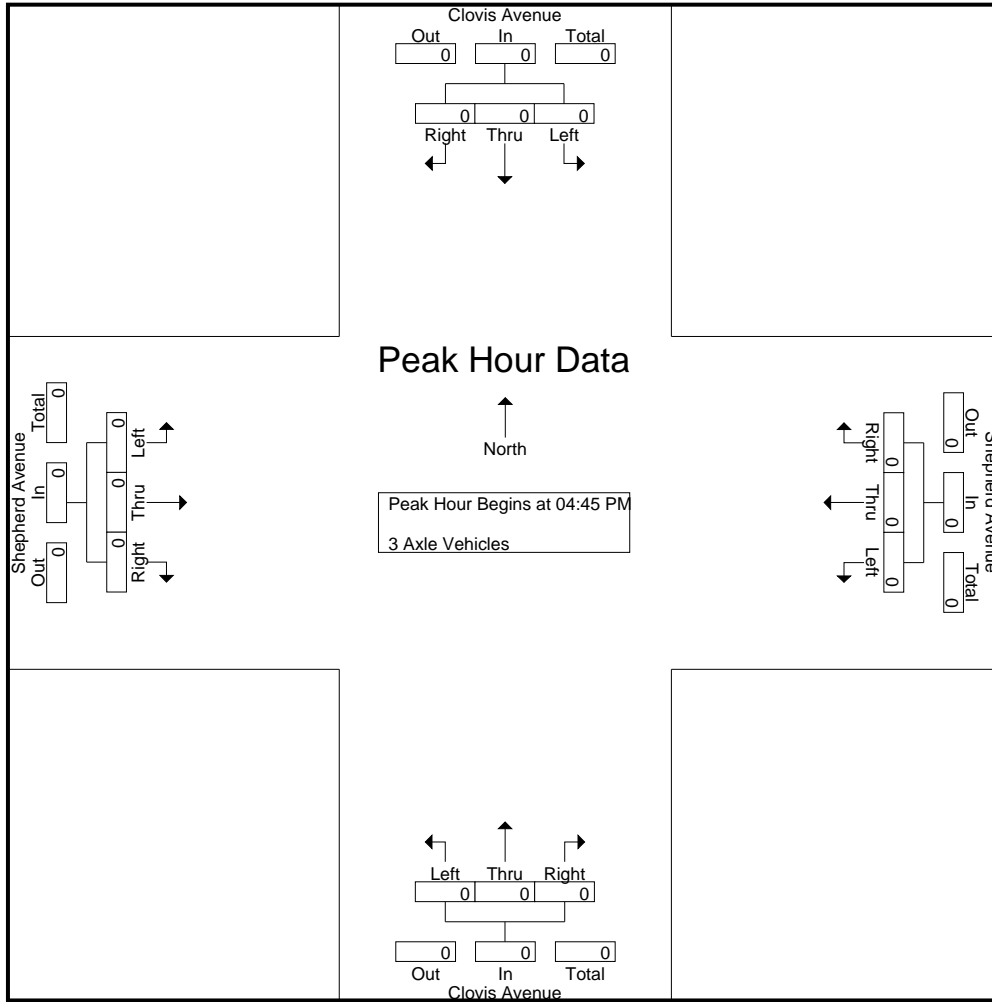 Clovis Avenue
Out In Total
0 0 0
0 0 0
Right Thru Left
Peak Hour Data
North
Peak Hour Begins at 04:45 PM
3 Axle Vehicles
Shepherd Avenue
Total In Out
0 0 0
0 0 0
Left Thru Right
Shepherd Avenue
Out In Total
0 0 0
0 0 0
Right Thru Left
Left Thru Right
0 0 0
0 0 0
Out In Total
Clovis Avenue